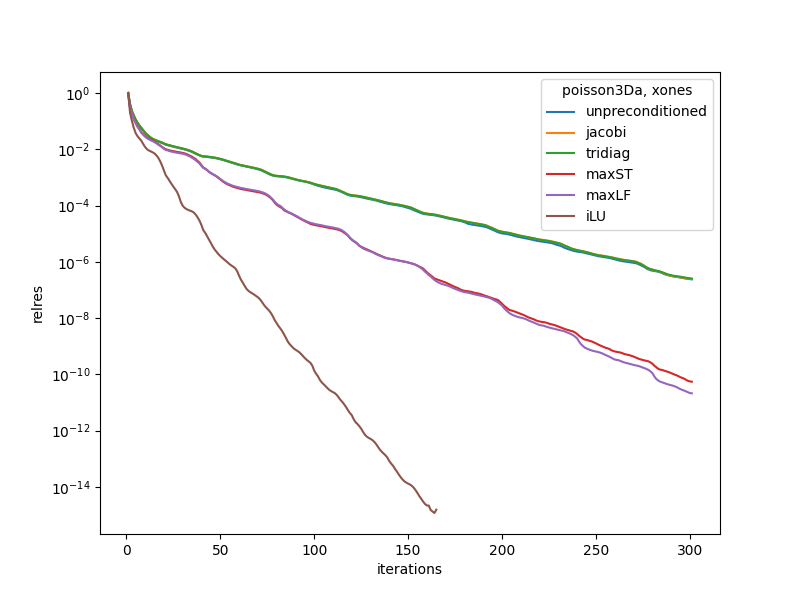 poisson3Da, xones
unpreconditioned
jacobi
tridiag
maxST
maxLF
iLU
relres
10^0
10^−2
10^−4
10^−6
10^−8
10^−10
10^−12
10^−14
0 50 100 150 200 250 300
iterations